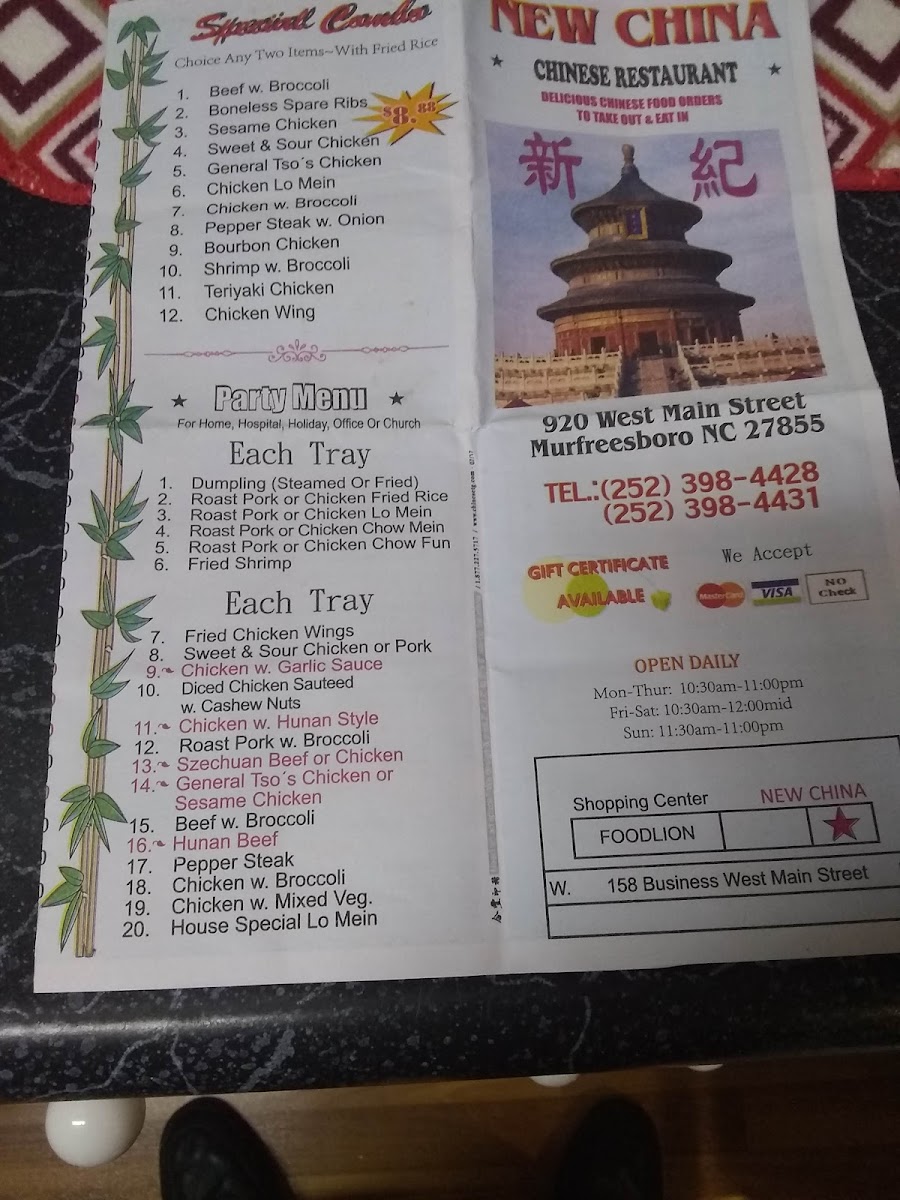 Special Combo
Choice Any Two Items~With Fried Rice
$8.88
1. Beef w. Broccoli
2. Boneless Spare Ribs
3. Sesame Chicken
4. Sweet & Sour Chicken
5. General Tso's Chicken
6. Chicken Lo Mein
7. Chicken w. Broccoli
8. Pepper Steak w. Onion
9. Bourbon Chicken
10. Shrimp w. Broccoli
11. Teriyaki Chicken
12. Chicken Wing
Party Menu
For Home, Hospital, Holiday, Office Or Church
Each Tray
1. Dumpling (Steamed Or Fried)
2. Roast Pork or Chicken Fried Rice
3. Roast Pork or Chicken Lo Mein
4. Roast Pork or Chicken Chow Mein
5. Roast Pork or Chicken Chow Fun
6. Fried Shrimp
Each Tray
7. Fried Chicken Wings
8. Sweet & Sour Chicken or Pork
9. Chicken w. Garlic Sauce
10. Diced Chicken Sauteed
w. Cashew Nuts
11. Chicken w. Hunan Style
12. Roast Pork w. Broccoli
13. Szechuan Beef or Chicken
14. General Tso's Chicken or
Sesame Chicken
15. Beef w. Broccoli
16. Hunan Beef
17. Pepper Steak
18. Chicken w. Broccoli
19. Chicken w. Mixed Veg.
20. House Special Lo Mein
NEW CHINA
CHINESE RESTAURANT
DELICIOUS CHINESE FOOD ORDERS
TO TAKE OUT & EAT IN
新 紀
920 West Main Street
Murfreesboro NC 27855
TEL.:(252) 398-4428
(252) 398-4431
GIFT CERTIFICATE
AVAILABLE
We Accept
MasterCard
VISA
NO
Check
OPEN DAILY
Mon-Thur: 10:30am-11:00pm
Fri-Sat: 10:30am-12:00mid
Sun: 11:30am-11:00pm
Shopping Center
NEW CHINA
FOODLION
W. 158 Business West Main Street